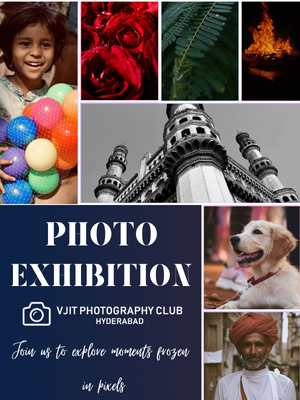 PHOTO
EXHIBITION
VJIT PHOTOGRAPHY CLUB
HYDERABAD
Join us to explore moments frozen
in pixels